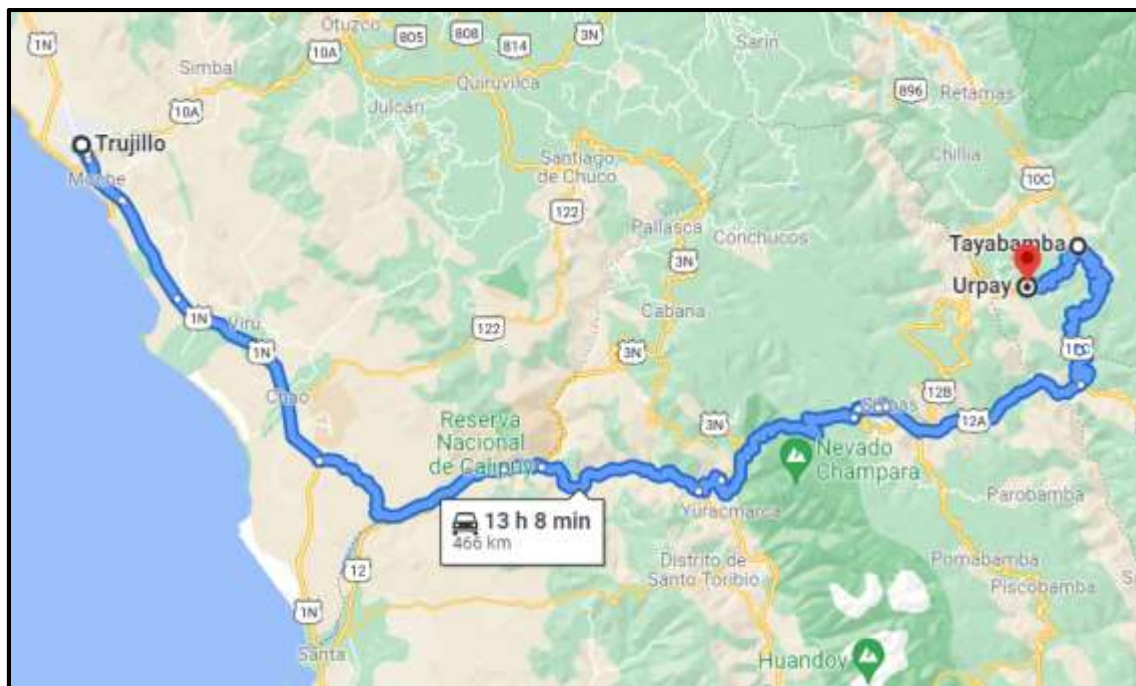 Otuzco
805
808
814
3N
Sarin
1N
10A
Simbal
Quiruvilca
896
Retamas
10A
Julcán
Trujillo
Santiago
de Chuco
Chillia
10C
Moche
122
Pallasca
Conchucos
Tayabamba
3N
Urpay
1N
Virú
122
Cabana
1N
3N
10C
Chao
12B
Sihuas
12A
Reserva
Nacional
de Calipuy
3N
Nevado
Champara
13 h 8 min
466 km
Yuracmarca
Parobamba
12
Distrito de
Santo Toribio
Pomabamba
Piscobamba
1N
S
Santa
Huandoy